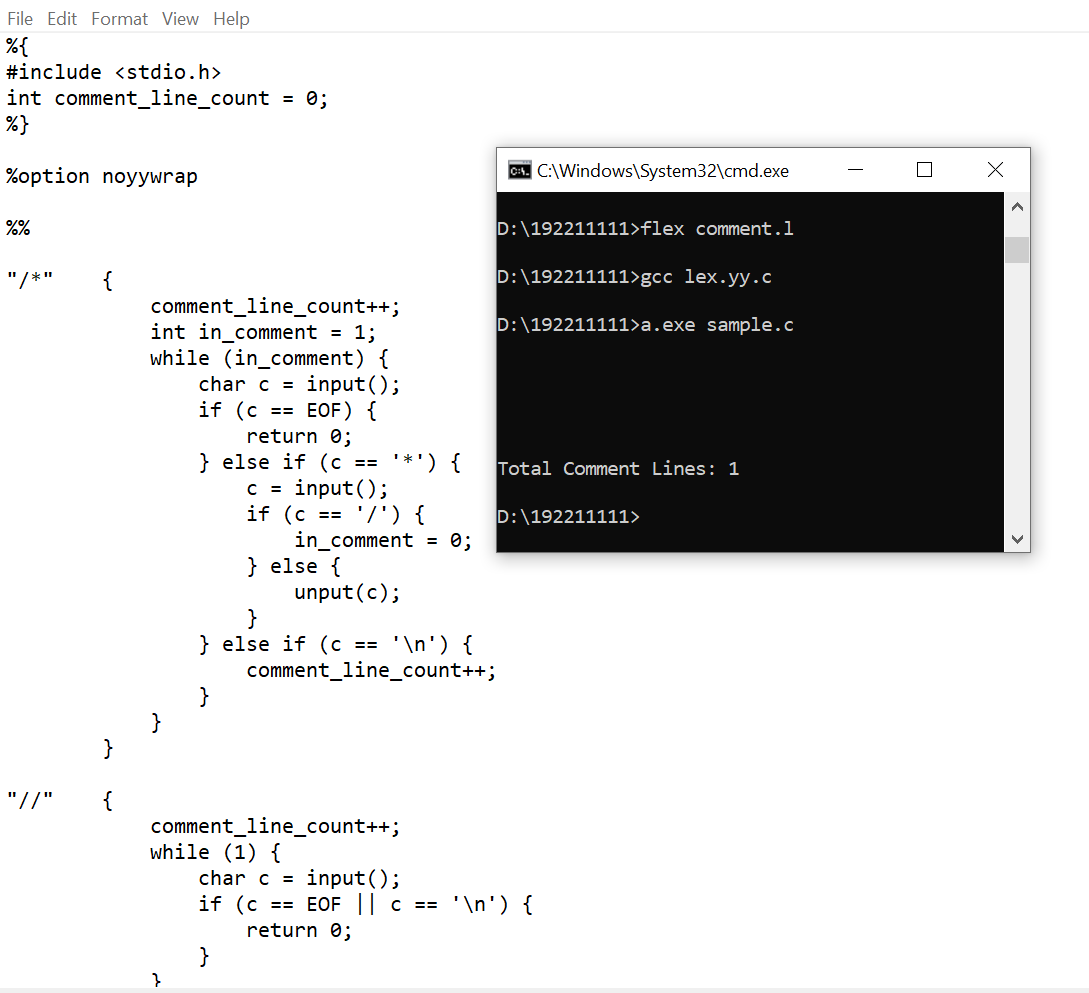 File Edit Format View Help
%{
#include <stdio.h>
int comment_line_count = 0;
%}
%option noyywrap
%%
"/*"    {
            comment_line_count++;
            int in_comment = 1;
            while (in_comment) {
                char c = input();
                if (c == EOF) {
                    return 0;
                } else if (c == '*') {
                    c = input();
                    if (c == '/') {
                        in_comment = 0;
                    } else {
                        unput(c);
                    }
                } else if (c == '\n') {
                    comment_line_count++;
                }
            }
        }
"//"    {
            comment_line_count++;
            while (1) {
                char c = input();
                if (c == EOF || c == '\n') {
                    return 0;
                }
            }
C:\Windows\System32\cmd.exe
D:\192211111>flex comment.l
D:\192211111>gcc lex.yy.c
D:\192211111>a.exe sample.c
Total Comment Lines: 1
D:\192211111>